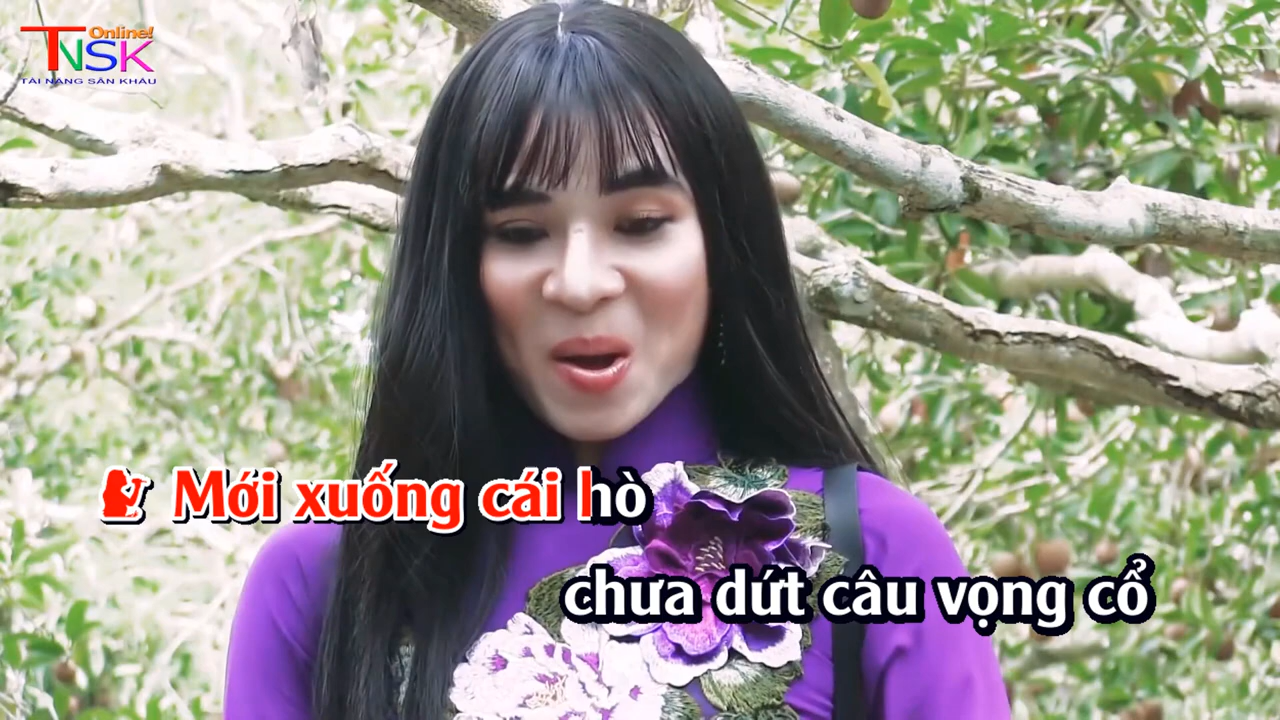 Online!
TNSK
TÀI NĂNG SÂN KHẤU
Mới xuống cái hò
chưa dứt câu vọng cổ